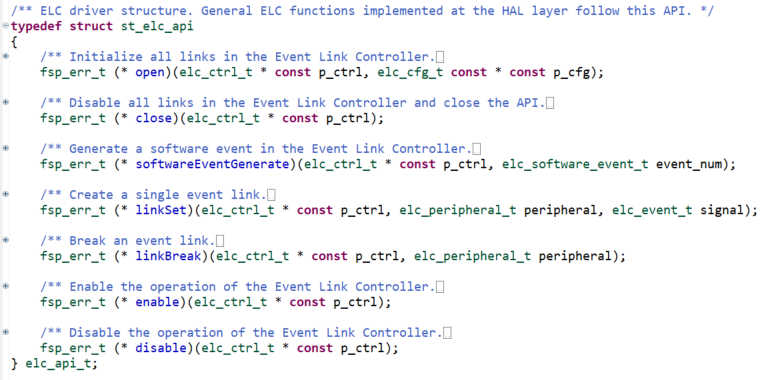 /** ELC driver structure. General ELC functions implemented at the HAL layer follow this API. */
typedef struct st_elc_api
{
    /** Initialize all links in the Event Link Controller.
    fsp_err_t (* open)(elc_ctrl_t * const p_ctrl, elc_cfg_t const * const p_cfg);

    /** Disable all links in the Event Link Controller and close the API.
    fsp_err_t (* close)(elc_ctrl_t * const p_ctrl);

    /** Generate a software event in the Event Link Controller.
    fsp_err_t (* softwareEventGenerate)(elc_ctrl_t * const p_ctrl, elc_software_event_t event_num);

    /** Create a single event link.
    fsp_err_t (* linkSet)(elc_ctrl_t * const p_ctrl, elc_peripheral_t peripheral, elc_event_t signal);

    /** Break an event link.
    fsp_err_t (* linkBreak)(elc_ctrl_t * const p_ctrl, elc_peripheral_t peripheral);

    /** Enable the operation of the Event Link Controller.
    fsp_err_t (* enable)(elc_ctrl_t * const p_ctrl);

    /** Disable the operation of the Event Link Controller.
    fsp_err_t (* disable)(elc_ctrl_t * const p_ctrl);
} elc_api_t;